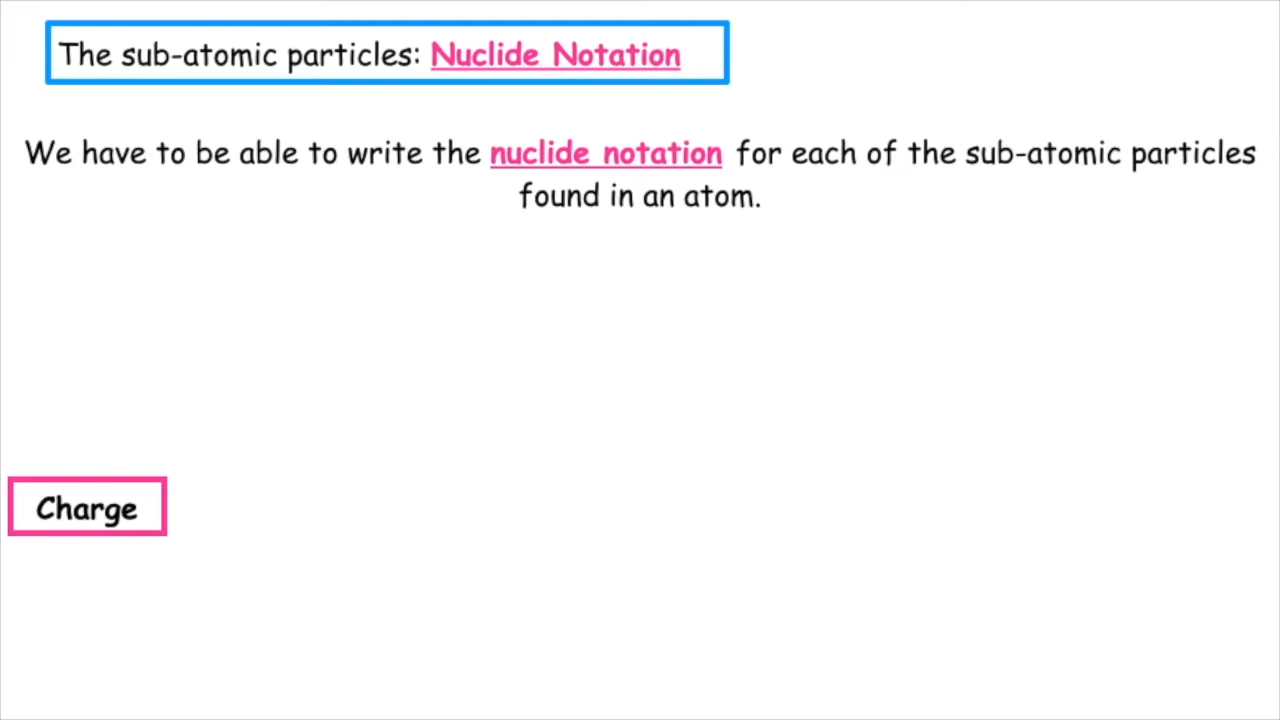 The sub-atomic particles: Nuclide Notation
We have to be able to write the nuclide notation for each of the sub-atomic particles
found in an atom.
Charge